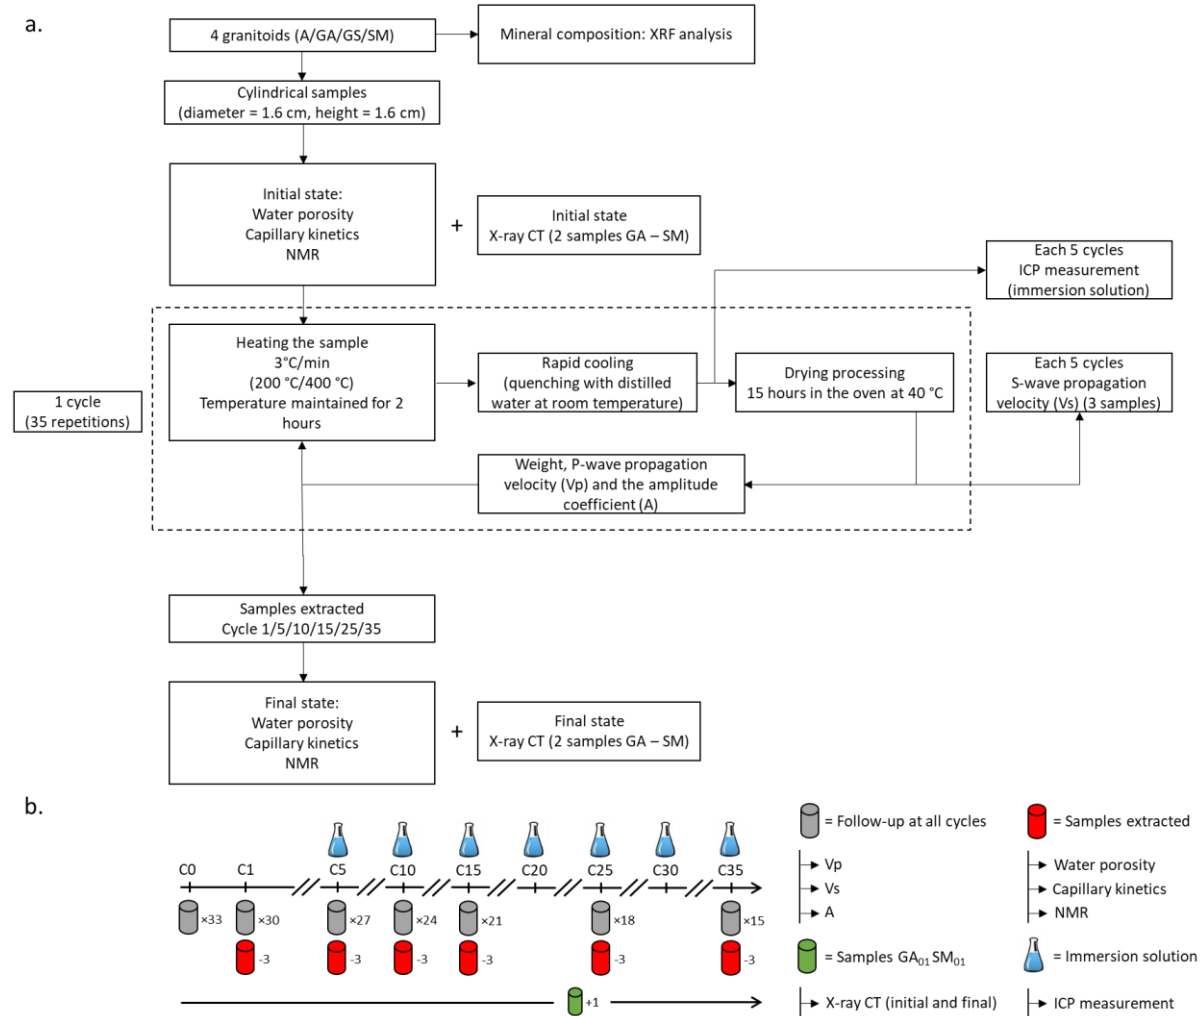 a.
4 granitoids (A/GA/GS/SM)
Mineral composition: XRF analysis
Cylindrical samples
(diameter = 1.6 cm, height = 1.6 cm)
Initial state:
Water porosity
Capillary kinetics
NMR
+
Initial state
X-ray CT (2 samples GA – SM)
Each 5 cycles
ICP measurement
(immersion solution)
1 cycle
(35 repetitions)
Heating the sample
3°C/min
(200 °C/400 °C)
Temperature maintained for 2
hours
Rapid cooling
(quenching with distilled
water at room temperature)
Drying processing
15 hours in the oven at 40 °C
Each 5 cycles
S-wave propagation
velocity (Vs) (3 samples)
Weight, P-wave propagation
velocity (Vp) and the amplitude
coefficient (A)
Samples extracted
Cycle 1/5/10/15/25/35
Final state:
Water porosity
Capillary kinetics
NMR
+
Final state
X-ray CT (2 samples GA – SM)
b.
C0 C1 C5 C10 C15 C20 C25 C30 C35
×33 ×30 ×27 ×24 ×21 ×18 ×15
-3 -3 -3 -3 -3 -3
+1
= Follow-up at all cycles
Vp
Vs
A
= Samples GA₀₁ SM₀₁
X-ray CT (initial and final)
= Samples extracted
Water porosity
Capillary kinetics
NMR
= Immersion solution
ICP measurement